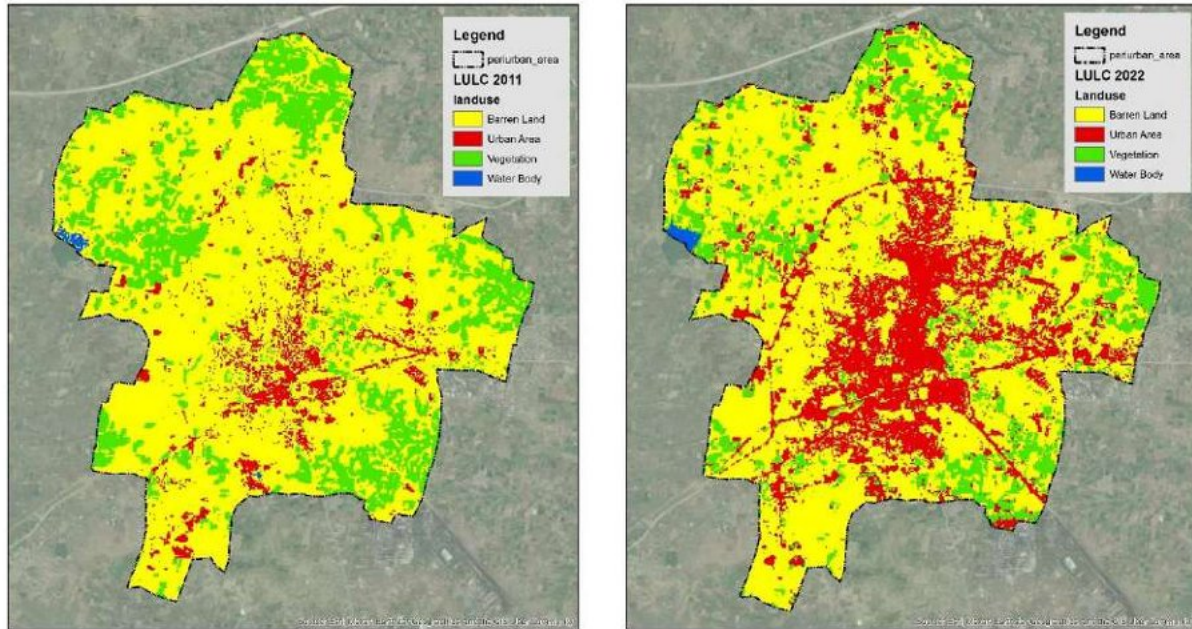 Legend
periurban_area
LULC 2011
landuse
Barren Land
Urban Area
Vegetation
Water Body
Legend
periurban_area
LULC 2022
Landuse
Barren Land
Urban Area
Vegetation
Water Body